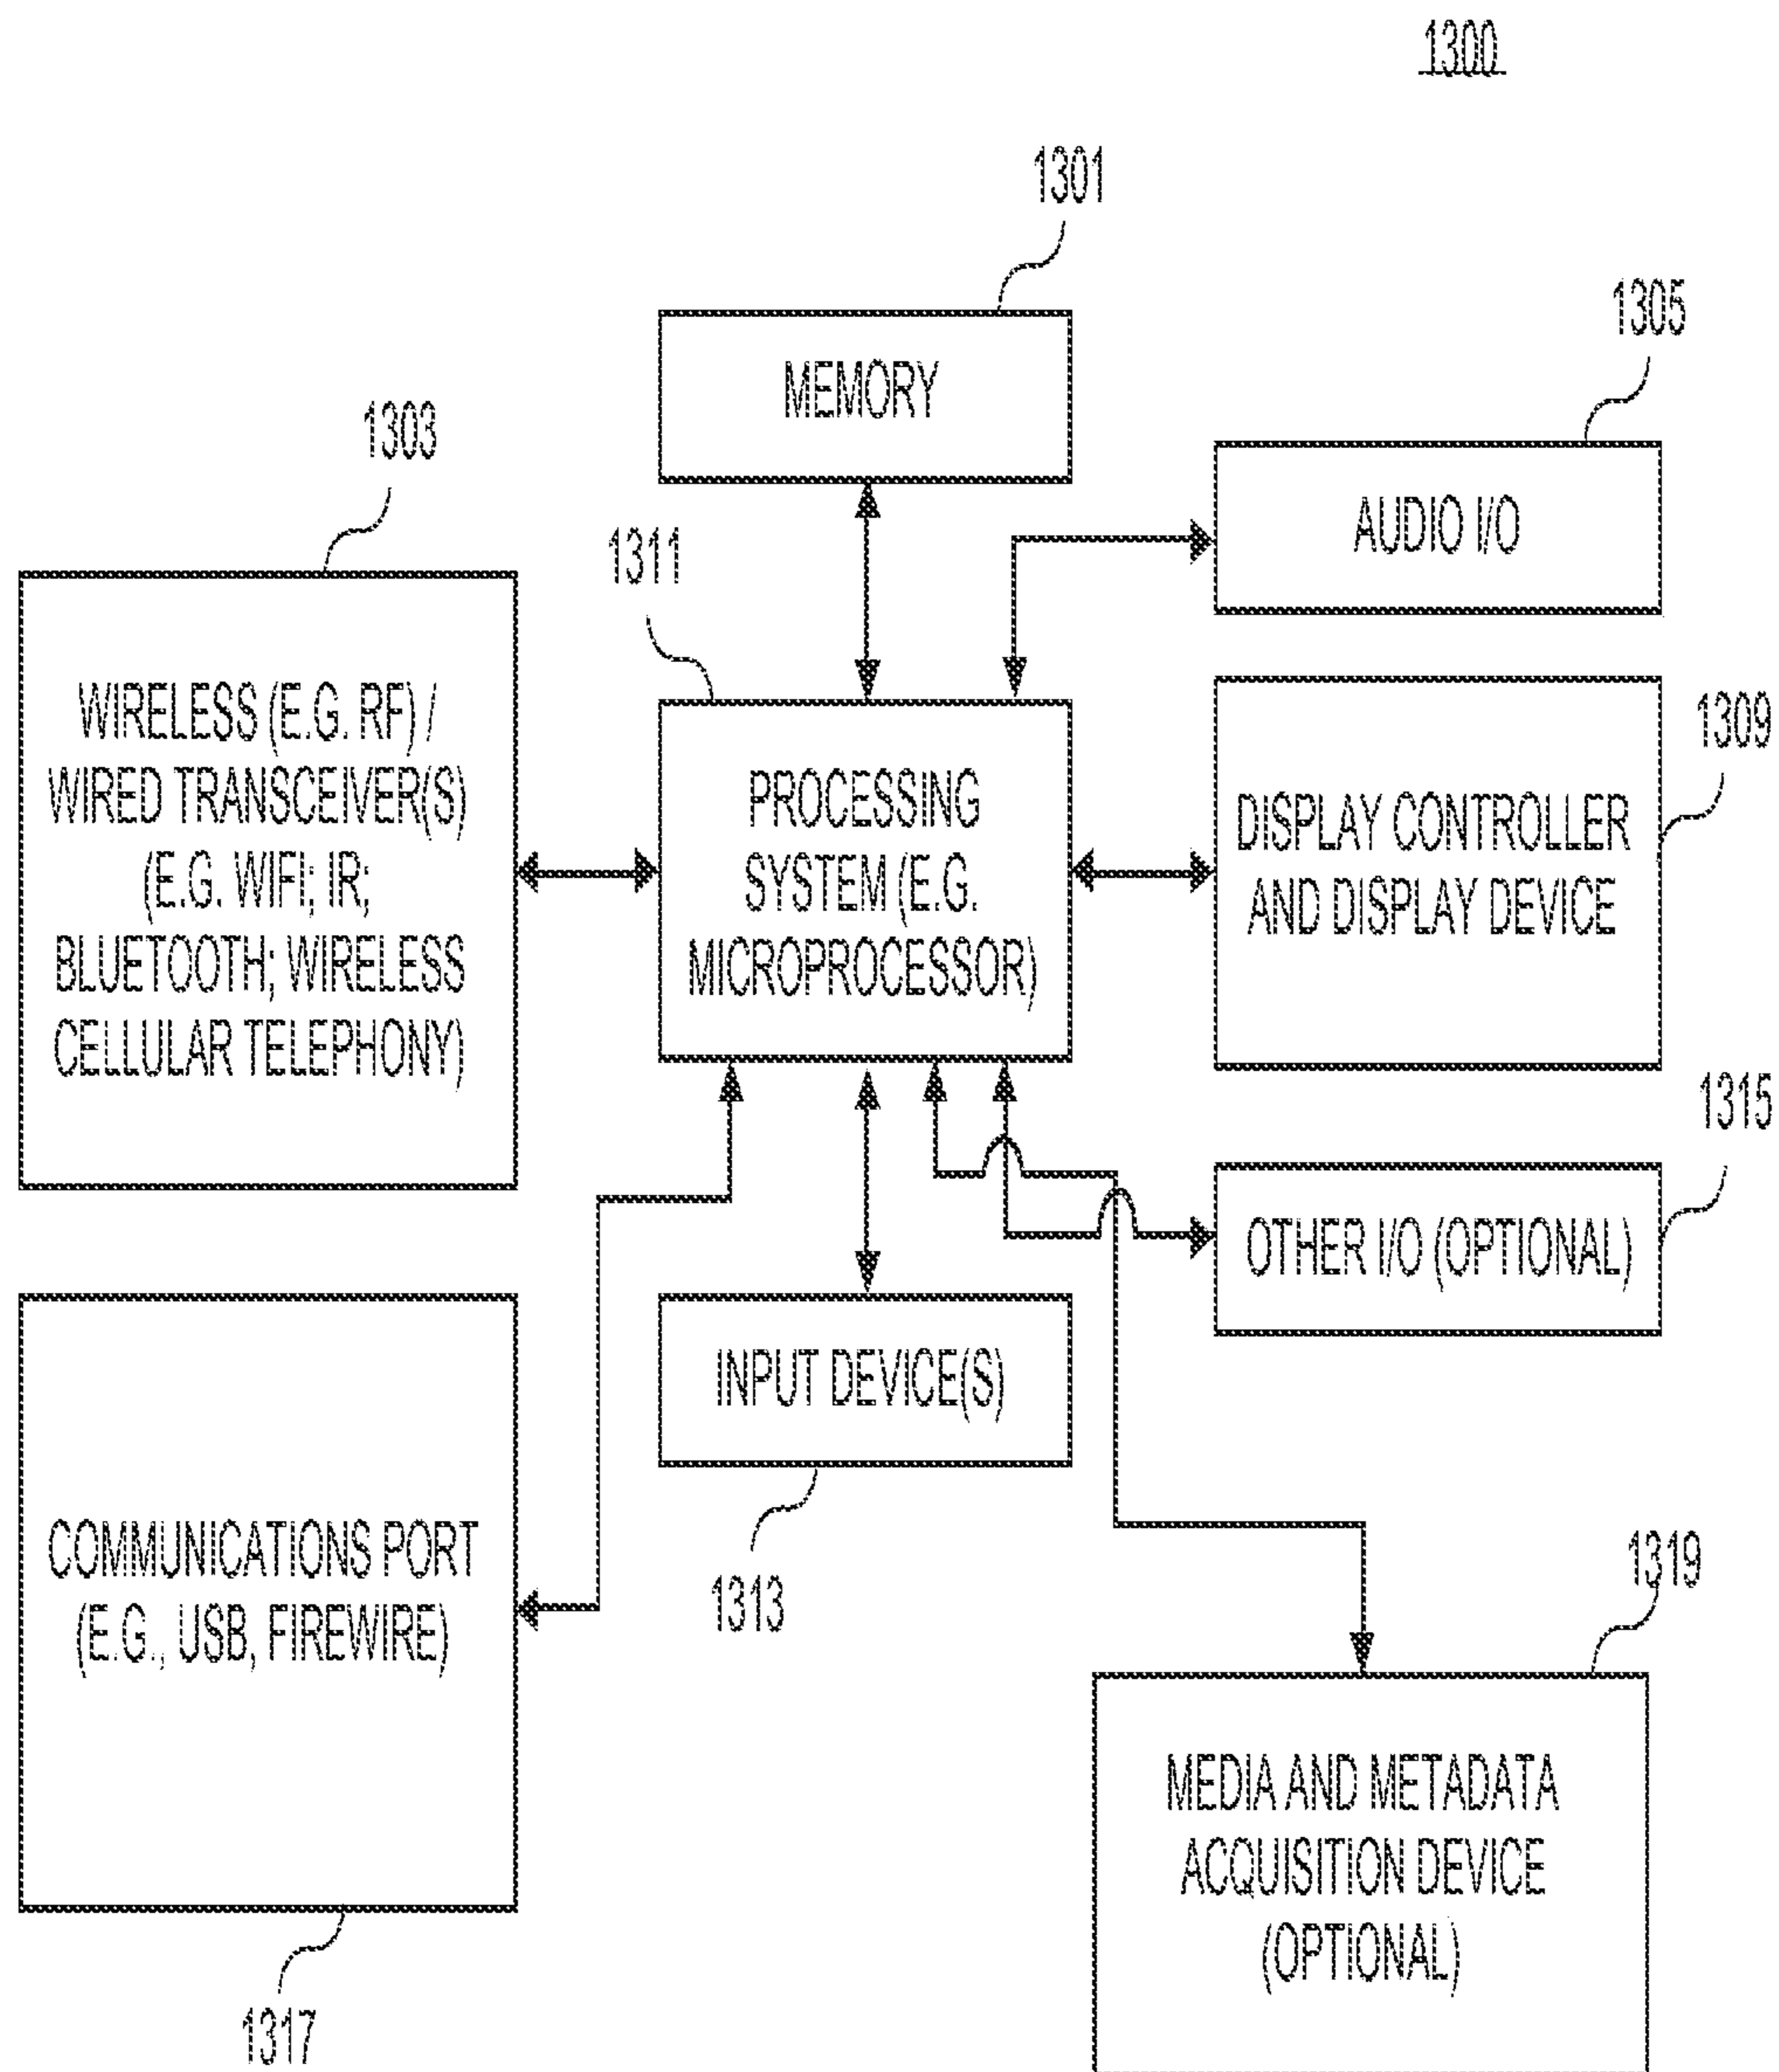 1300
1301
MEMORY
1305
AUDIO I/O
1303
WIRELESS (E.G. RF) /
WIRED TRANSCEIVER(S)
(E.G. WIFI; IR;
BLUETOOTH; WIRELESS
CELLULAR TELEPHONY)
1311
PROCESSING
SYSTEM (E.G.
MICROPROCESSOR)
1309
DISPLAY CONTROLLER
AND DISPLAY DEVICE
1315
OTHER I/O (OPTIONAL)
INPUT DEVICE(S)
1313
COMMUNICATIONS PORT
(E.G., USB, FIREWIRE)
1317
1319
MEDIA AND METADATA
ACQUISITION DEVICE
(OPTIONAL)